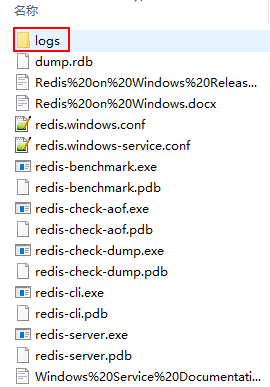 名称
logs
dump.rdb
Redis%20on%20Windows%20Releas...
Redis%20on%20Windows.docx
redis.windows.conf
redis.windows-service.conf
redis-benchmark.exe
redis-benchmark.pdb
redis-check-aof.exe
redis-check-aof.pdb
redis-check-dump.exe
redis-check-dump.pdb
redis-cli.exe
redis-cli.pdb
redis-server.exe
redis-server.pdb
Windows%20Service%20Documentati...